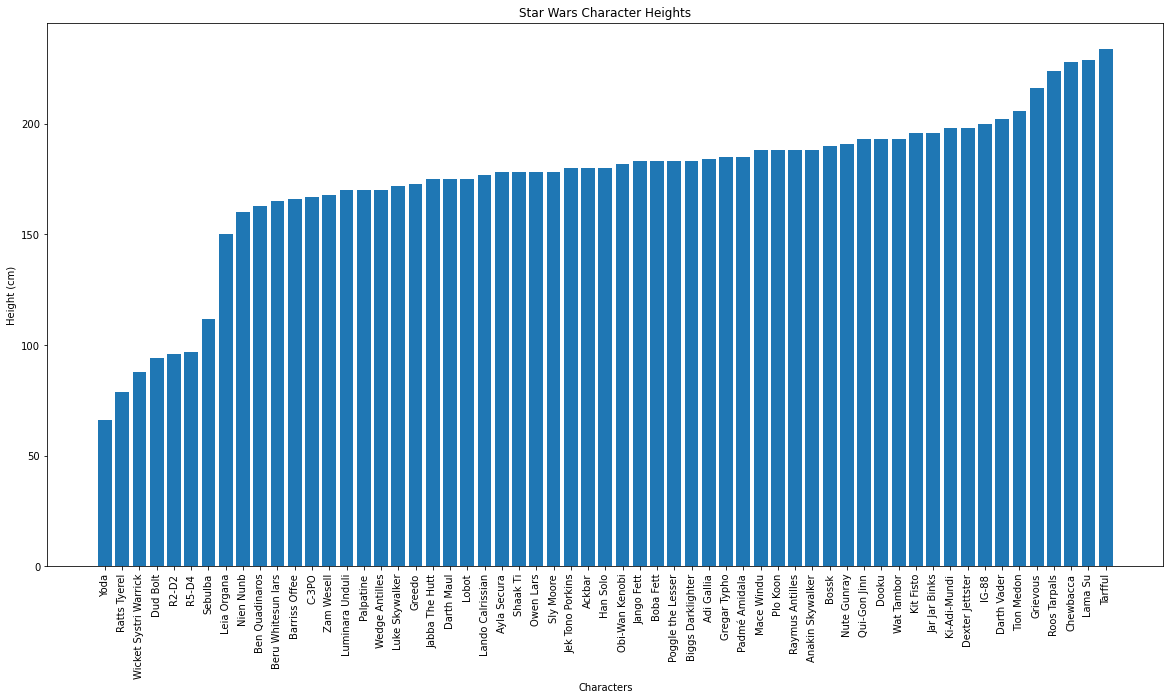 Star Wars Character Heights
Height (cm)
200
150
100
50
0
Yoda
Ratts Tyerel
Wicket Systri Warrick
Dud Bolt
R2-D2
R5-D4
Sebulba
Leia Organa
Nien Nunb
Ben Quadinaros
Beru Whitesun lars
Barriss Offee
C-3PO
Zam Wesell
Luminara Unduli
Palpatine
Wedge Antilles
Luke Skywalker
Greedo
Jabba The Hutt
Darth Maul
Lobot
Lando Calrissian
Ayla Secura
Shaak Ti
Owen Lars
Sly Moore
Jek Tono Porkins
Ackbar
Han Solo
Obi-Wan Kenobi
Jango Fett
Boba Fett
Poggle the Lesser
Biggs Darklighter
Adi Gallia
Gregar Typho
Padmé Amidala
Mace Windu
Plo Koon
Raymus Antilles
Anakin Skywalker
Bossk
Nute Gunray
Qui-Gon Jinn
Dooku
Wat Tambor
Kit Fisto
Jar Jar Binks
Ki-Adi-Mundi
Dexter Jettster
IG-88
Darth Vader
Tion Medon
Grievous
Roos Tarpals
Chewbacca
Lama Su
Tarfful
Characters